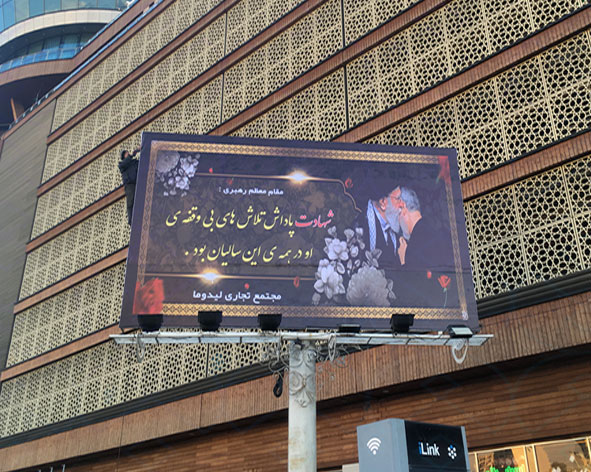 مقام معظم رهبری :
شهادت پاداش تلاش های بی وقفه ی
او در همه ی این سالیان بود .
مجتمع تجاری لیدوما
iLink